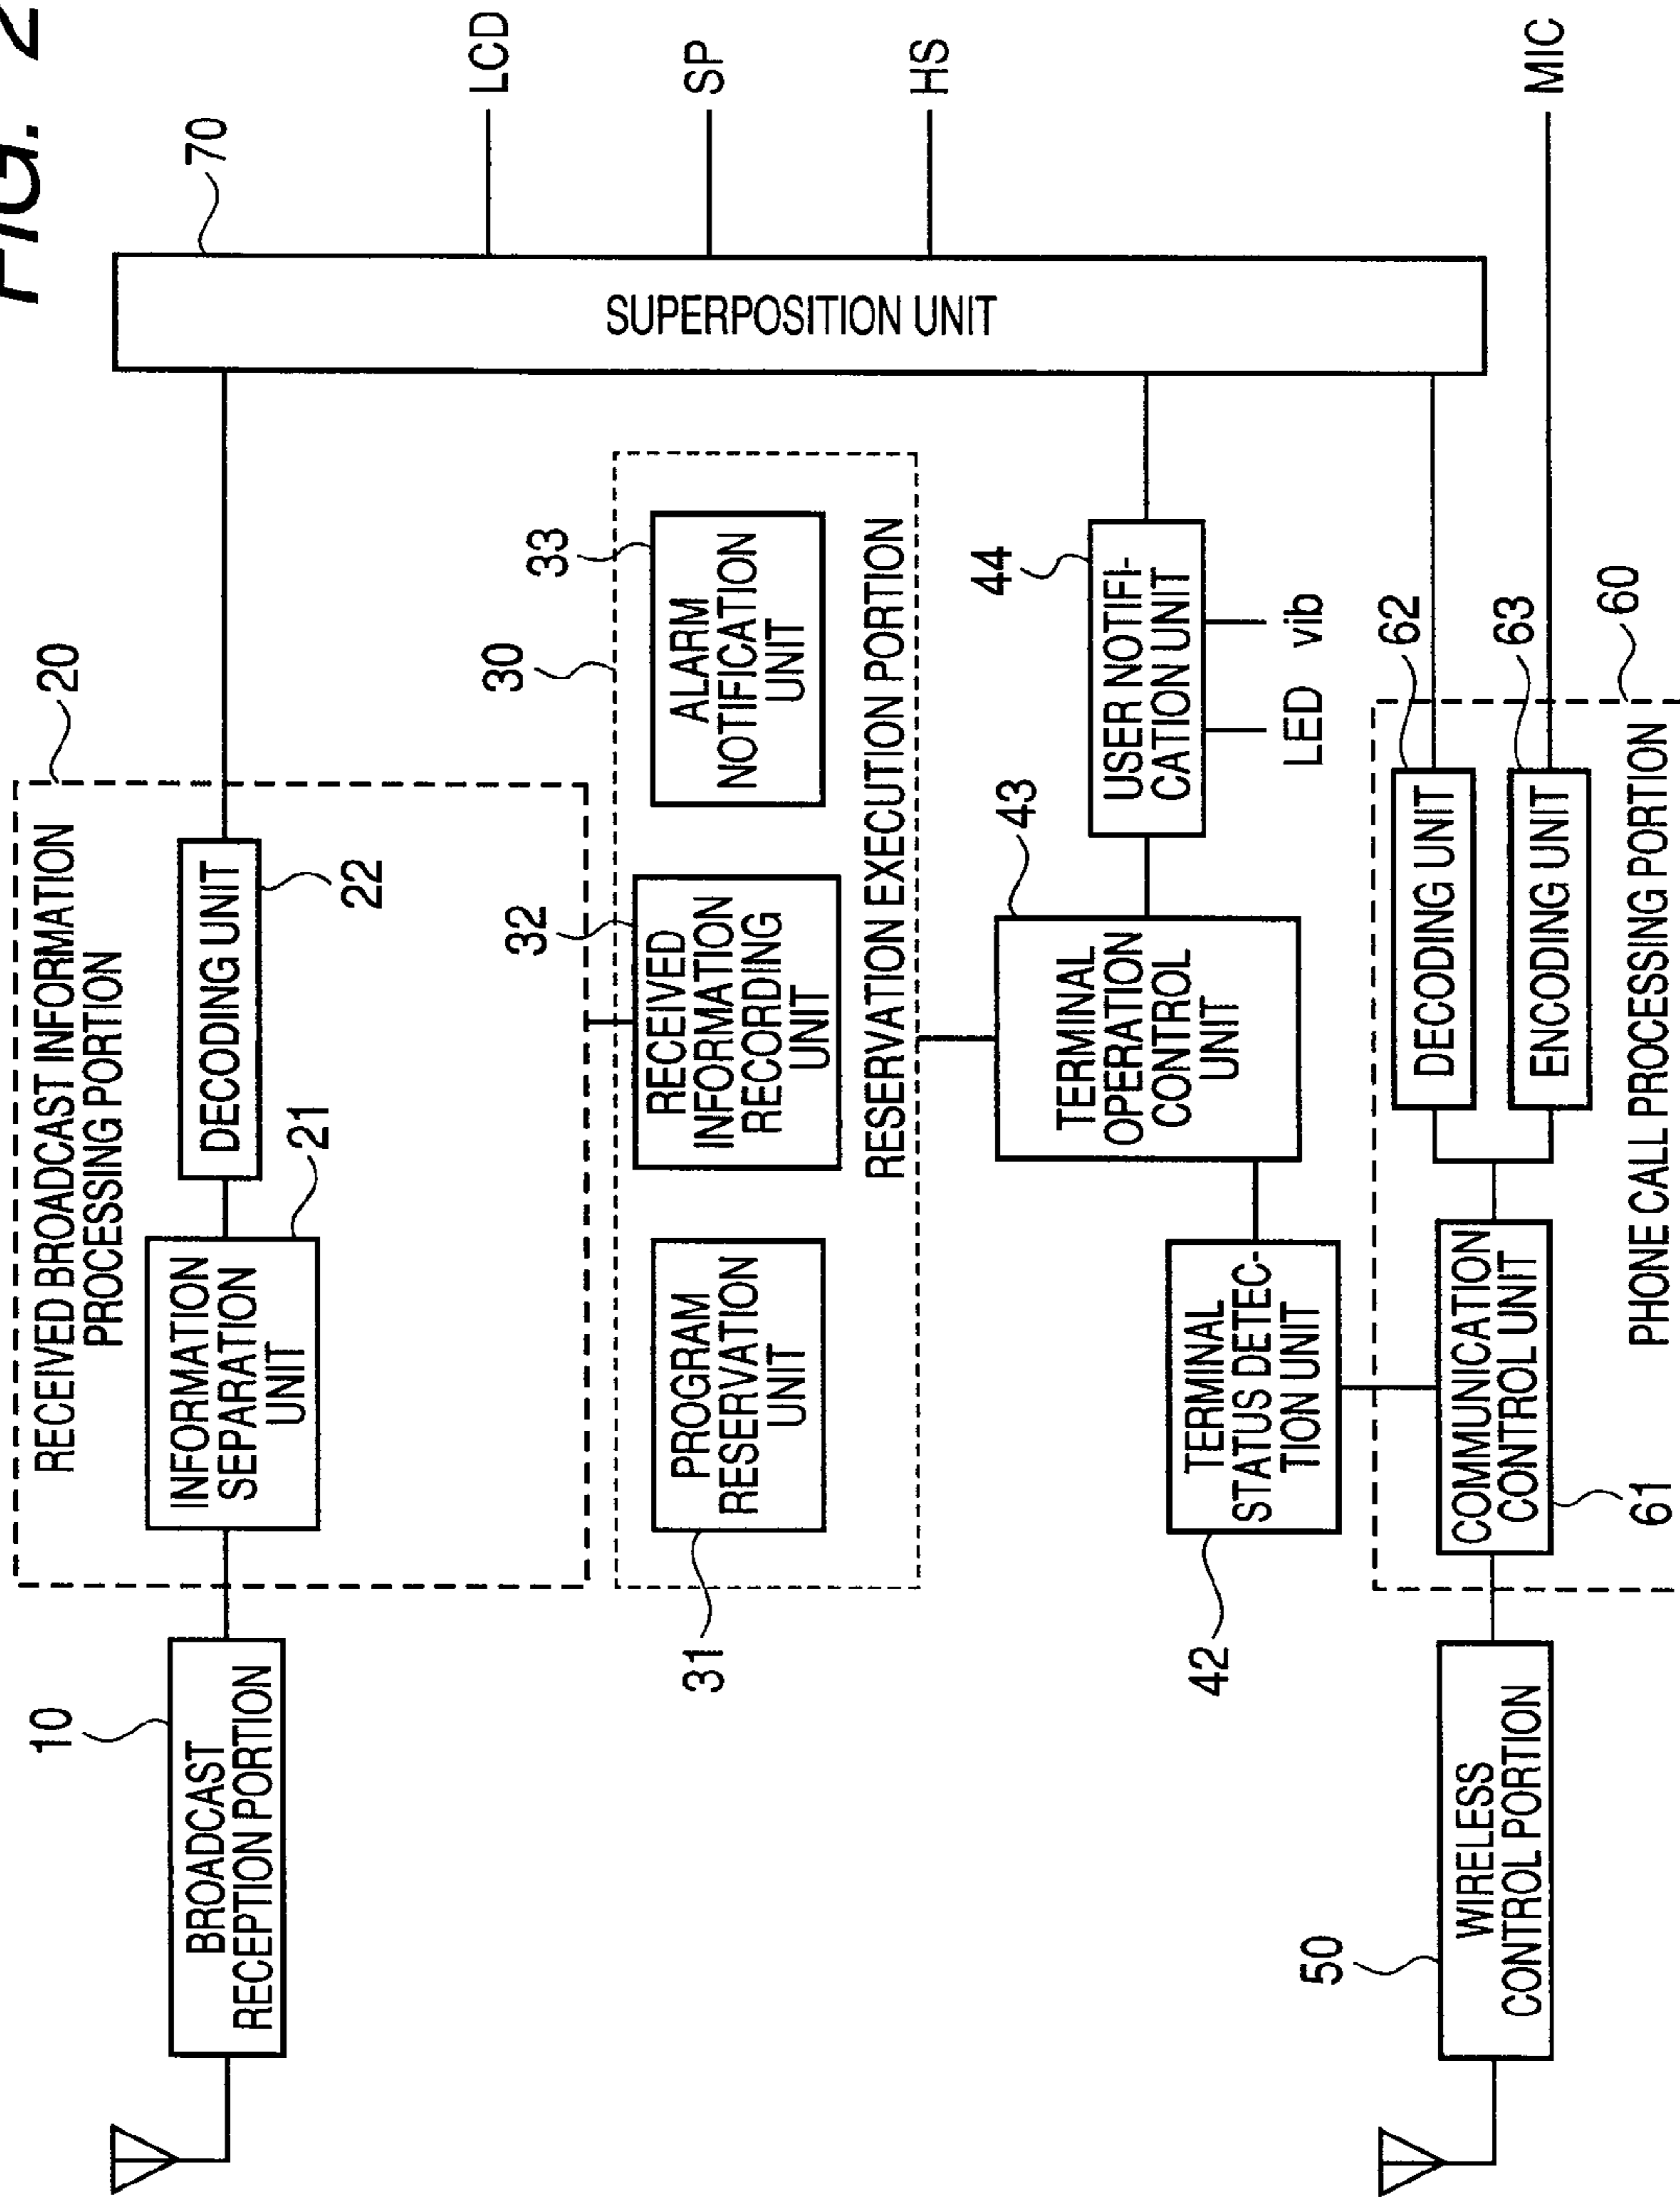 FIG. 2
20
RECEIVED BROADCAST INFORMATION
PROCESSING PORTION
10
BROADCAST
RECEPTION PORTION
INFORMATION
SEPARATION
UNIT
21
DECODING UNIT
22
70
SUPERPOSITION UNIT
LCD
SP
HS
MIC
30
31
PROGRAM
RESERVATION
UNIT
32
RECEIVED
INFORMATION
RECORDING
UNIT
33
ALARM
NOTIFICATION
UNIT
RESERVATION EXECUTION PORTION
42
TERMINAL
STATUS DETEC-
TION UNIT
43
TERMINAL
OPERATION
CONTROL
UNIT
44
USER NOTIFI-
CATION UNIT
LED
vib
50
WIRELESS
CONTROL PORTION
COMMUNICATION
CONTROL UNIT
61
62
DECODING UNIT
63
ENCODING UNIT
60
PHONE CALL PROCESSING PORTION